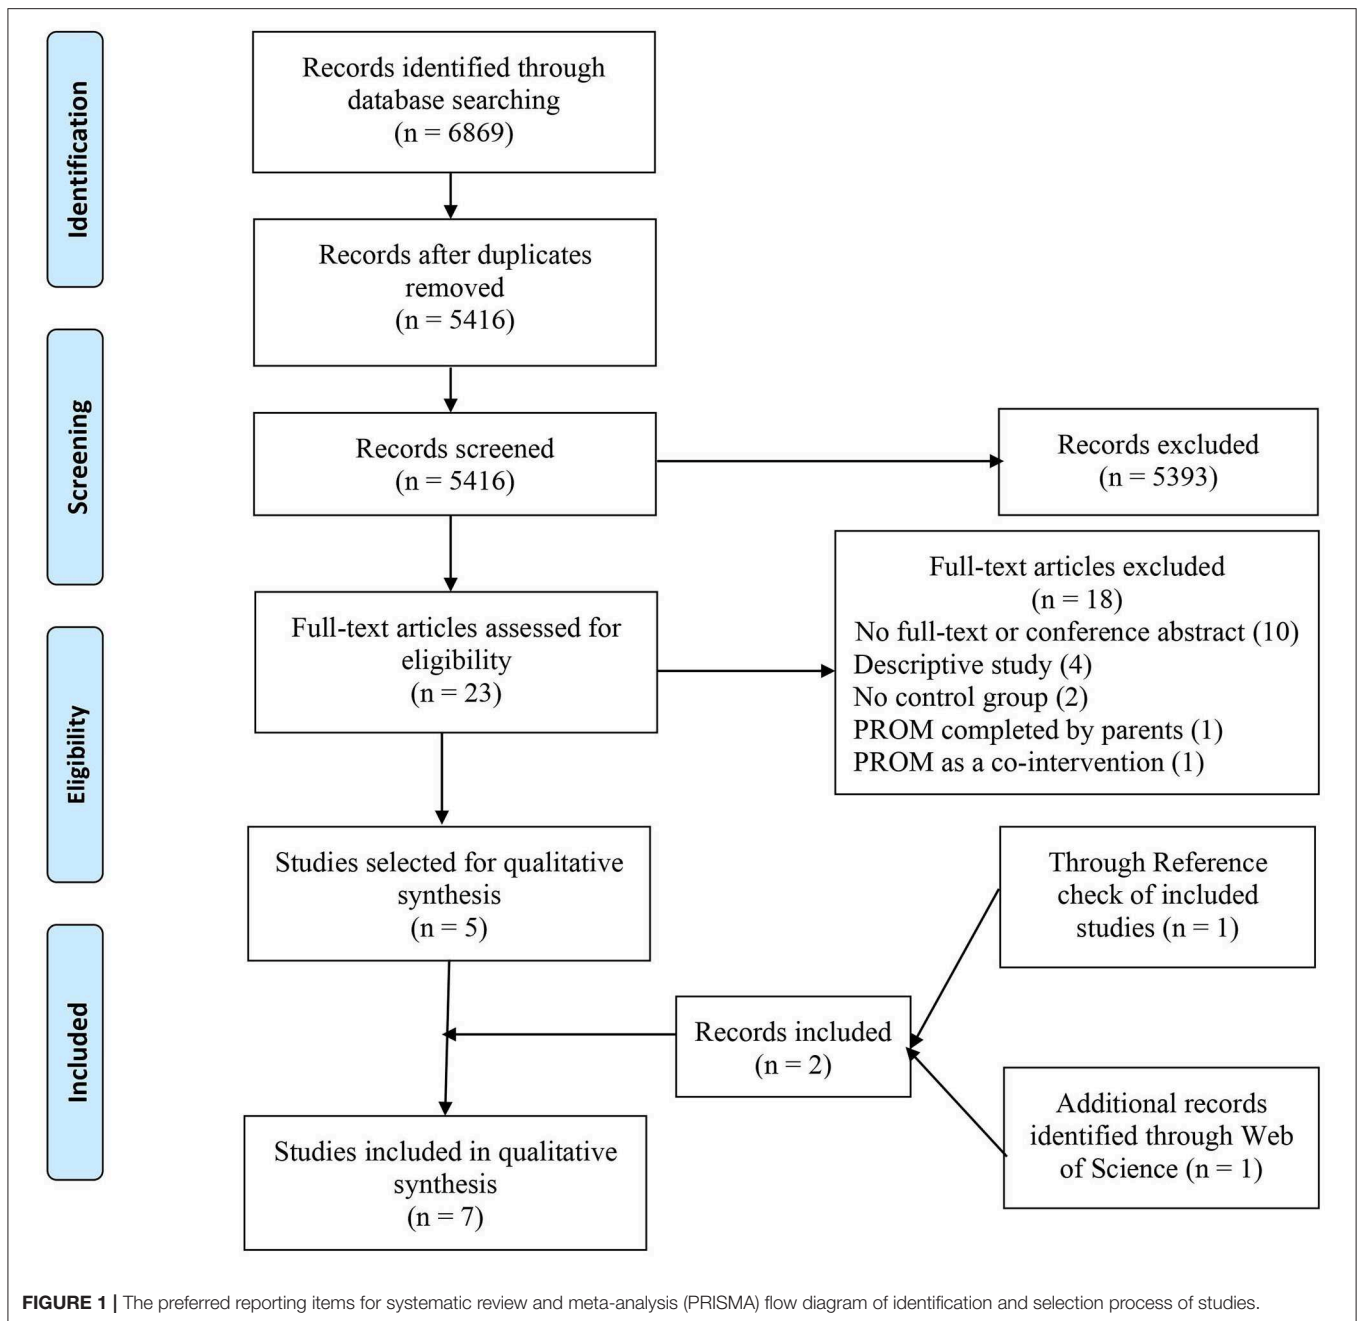 Identification
Records identified through
database searching
(n = 6869)
Records after duplicates
removed
(n = 5416)
Screening
Records screened
(n = 5416)
Records excluded
(n = 5393)
Eligibility
Full-text articles assessed for
eligibility
(n = 23)
Full-text articles excluded
(n = 18)
No full-text or conference abstract (10)
Descriptive study (4)
No control group (2)
PROM completed by parents (1)
PROM as a co-intervention (1)
Studies selected for qualitative
synthesis
(n = 5)
Through Reference
check of included
studies (n = 1)
Included
Records included
(n = 2)
Additional records
identified through Web
of Science (n = 1)
Studies included in qualitative
synthesis
(n = 7)
FIGURE 1 | The preferred reporting items for systematic review and meta-analysis (PRISMA) flow diagram of identification and selection process of studies.